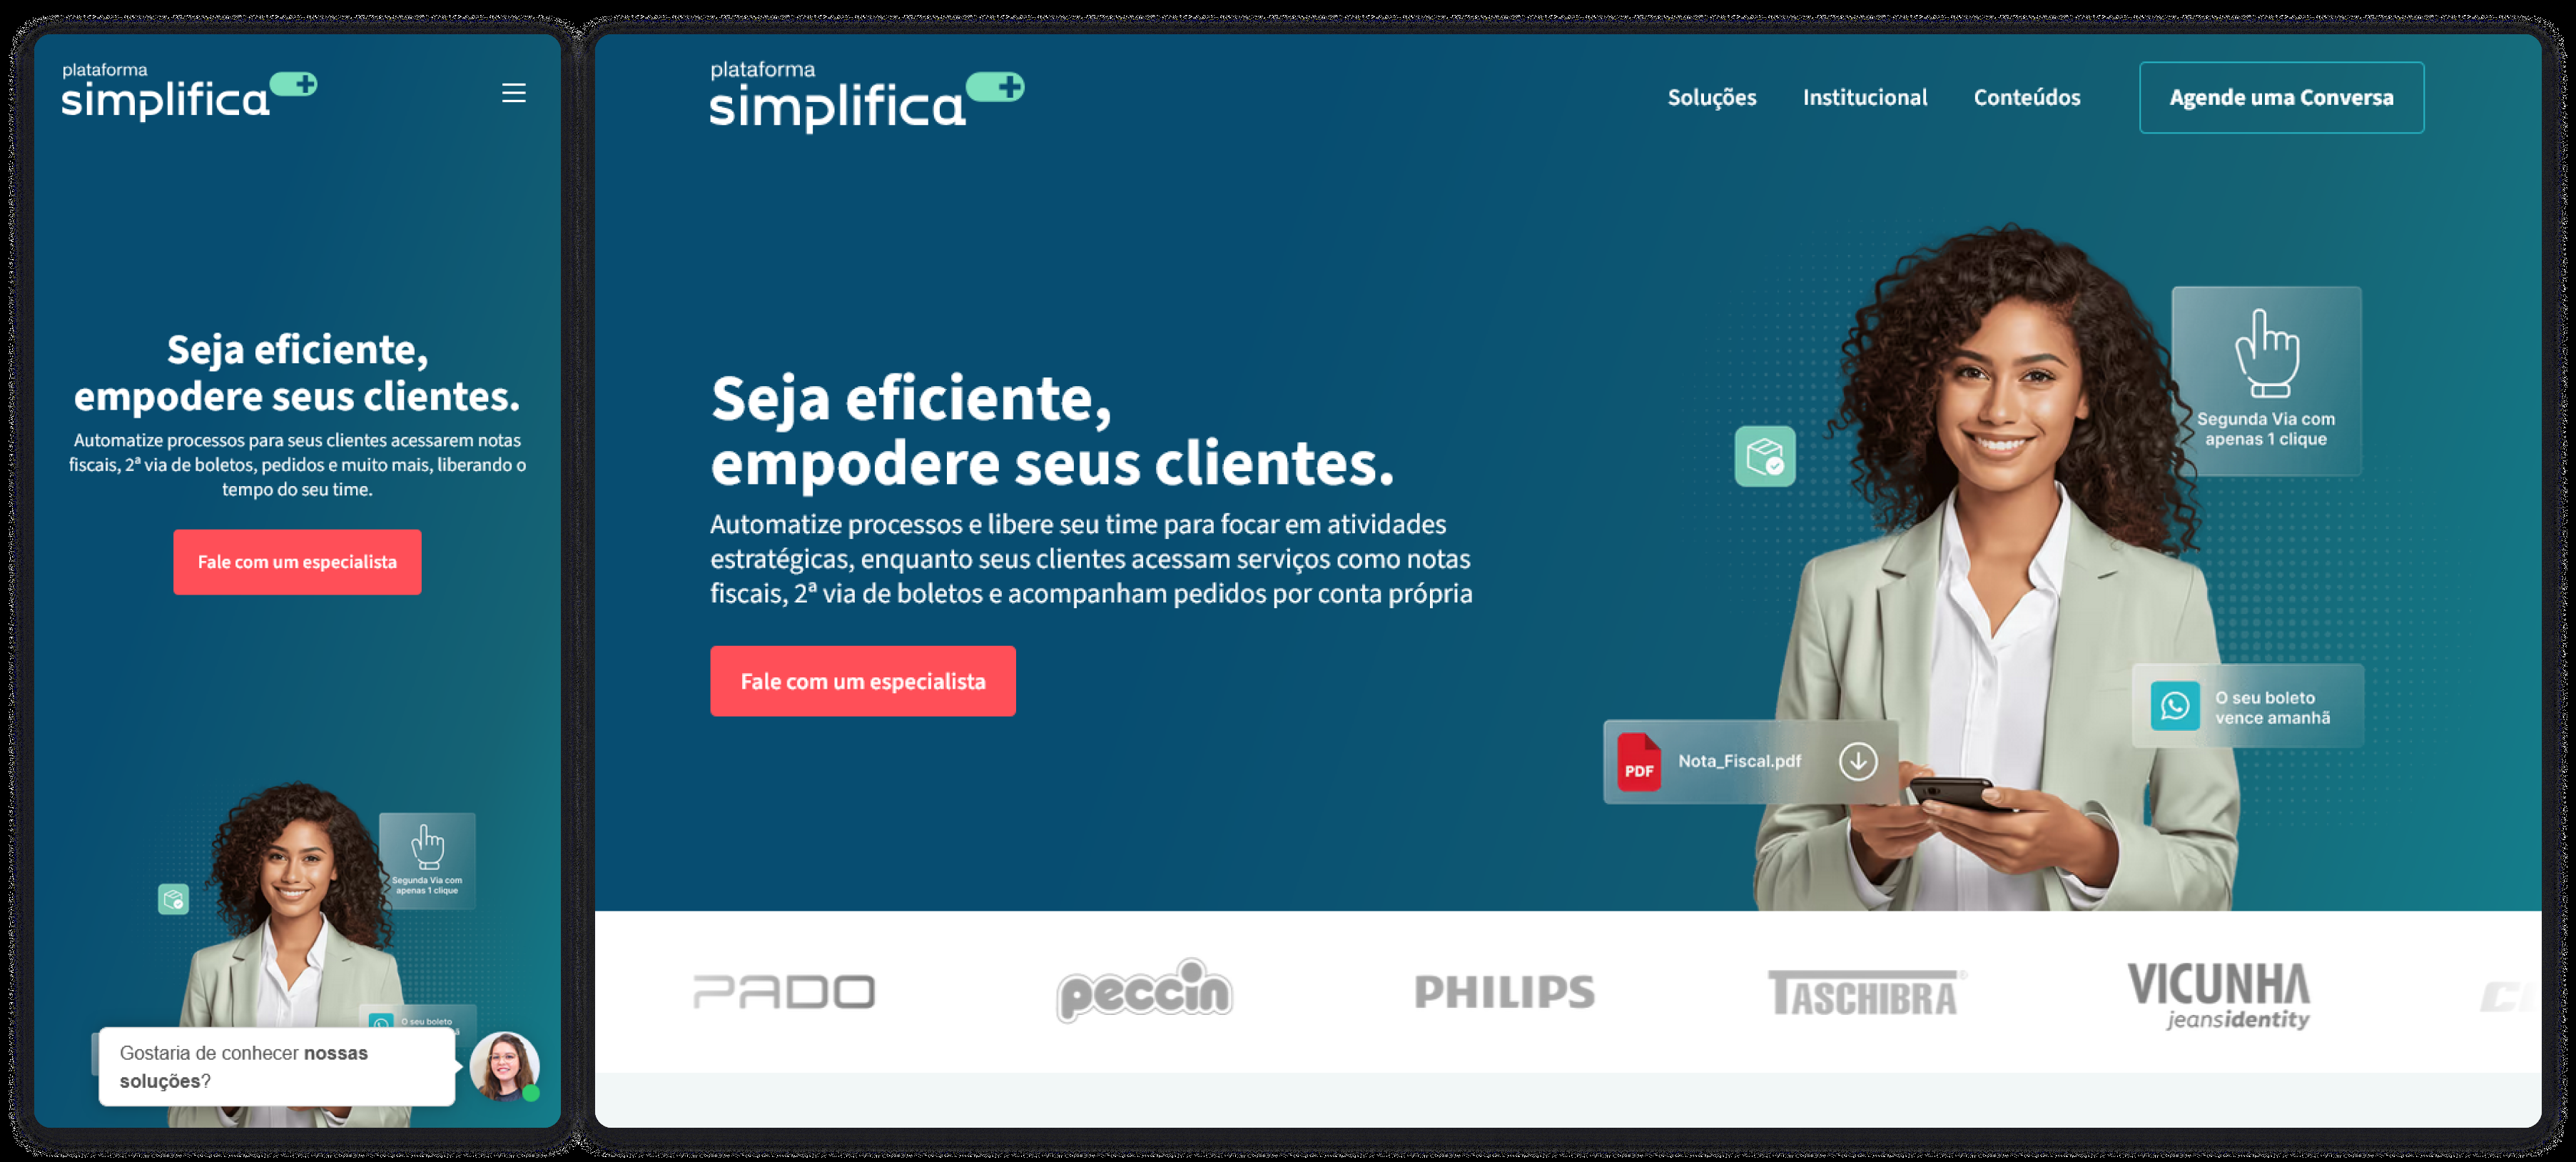 plataforma
simplifica
Seja eficiente,
empodere seus clientes.
Automatize processos para seus clientes acessarem notas
fiscais, 2ª via de boletos, pedidos e muito mais, liberando o
tempo do seu time.
Fale com um especialista
Segunda Via com
apenas 1 clique
O seu boleto
Gostaria de conhecer nossas
soluções?
plataforma
simplifica
Soluções
Institucional
Conteúdos
Agende uma Conversa
Seja eficiente,
empodere seus clientes.
Automatize processos e libere seu time para focar em atividades
estratégicas, enquanto seus clientes acessam serviços como notas
fiscais, 2ª via de boletos e acompanham pedidos por conta própria
Fale com um especialista
Segunda Via com
apenas 1 clique
O seu boleto
vence amanhã
PDF
Nota_Fiscal.pdf
PADO
peccin
PHILIPS
TASCHIBRA
VICUNHA
jeansidentity